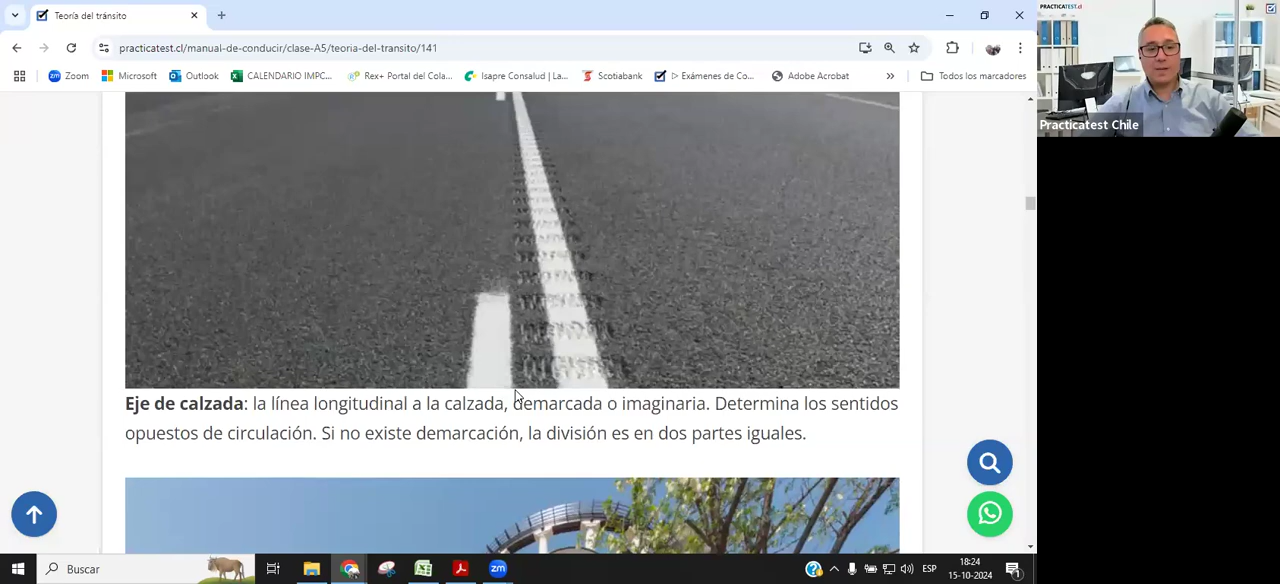 Teoría del tránsito
PRACTICATEST.cl
practicatest.cl/manual-de-conducir/clase-A5/teoria-del-transito/141
Zoom
Microsoft
Outlook
CALENDARIO IMPC...
Rex+ Portal del Cola...
Isapre Consalud | La...
Scotiabank
▷ Exámenes de Co...
Adobe Acrobat
»
Todos los marcadores
Practicatest Chile
Eje de calzada: la línea longitudinal a la calzada, demarcada o imaginaria. Determina los sentidos
opuestos de circulación. Si no existe demarcación, la división es en dos partes iguales.
Buscar
ESP
18:24
15-10-2024
1